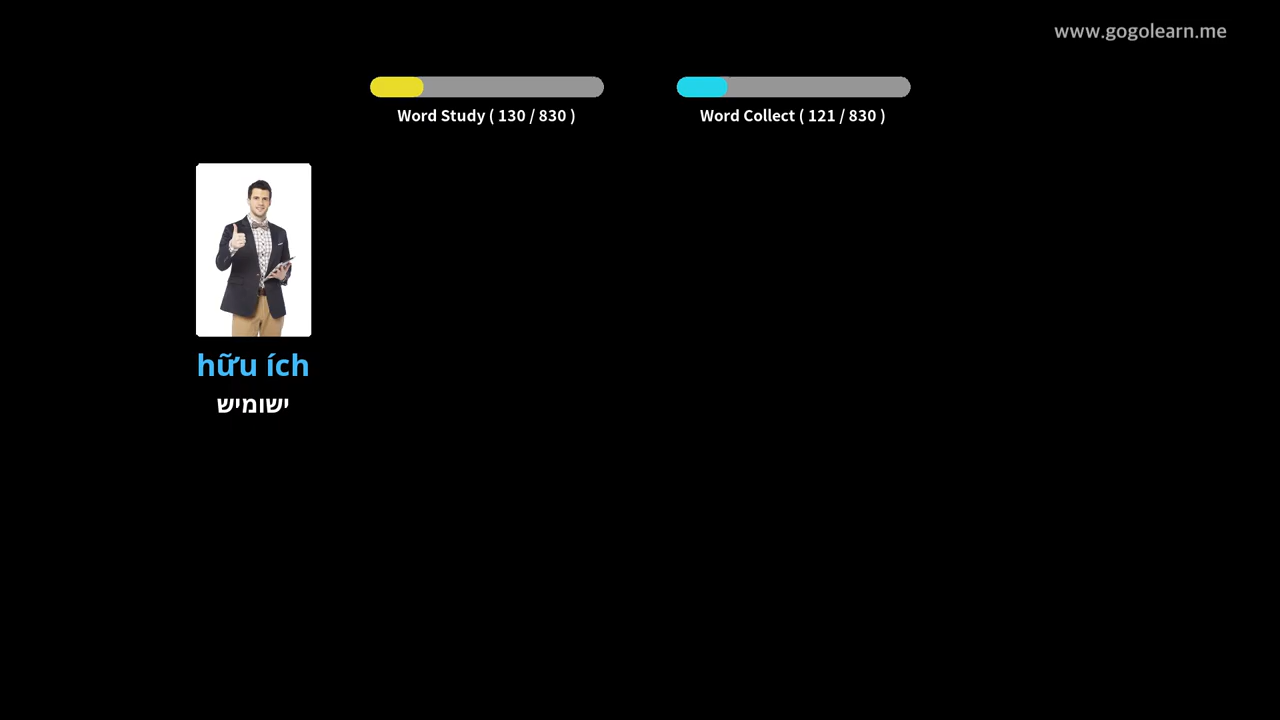 www.gogolearn.me
Word Study ( 130 / 830 )
Word Collect ( 121 / 830 )
hữu ích
ישומיש